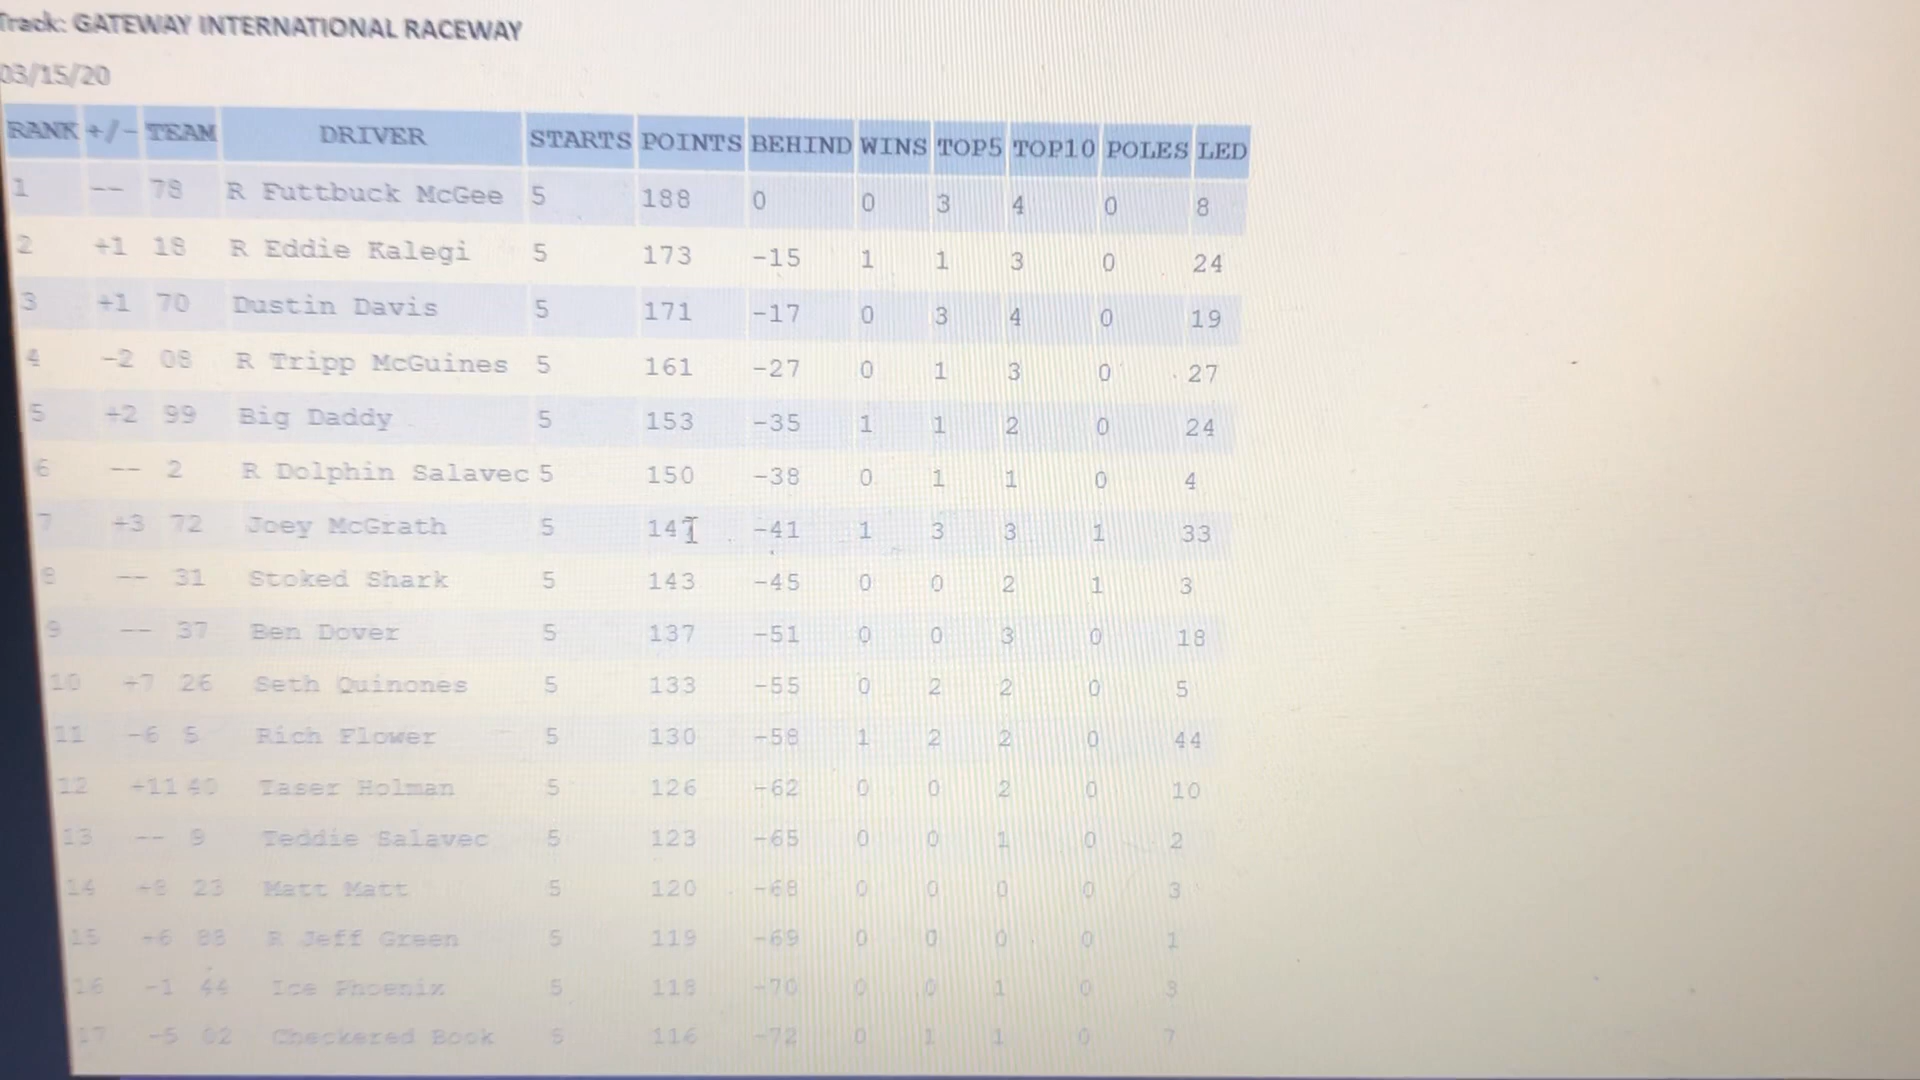 Track: GATEWAY INTERNATIONAL RACEWAY
03/15/20
RANK +/- TEAM DRIVER STARTS POINTS BEHIND WINS TOP5 TOP10 POLES LED
1 -- 78 R Futtbuck McGee 5 188 0 0 3 4 0 8
2 +1 18 R Eddie Kalegi 5 173 -15 1 1 3 0 24
3 +1 70 Dustin Davis 5 171 -17 0 3 4 0 19
4 -2 08 R Tripp McGuines 5 161 -27 0 1 3 0 27
5 +2 99 Big Daddy 5 153 -35 1 1 2 0 24
6 -- 2 R Dolphin Salavec 5 150 -38 0 1 1 0 4
7 +3 72 Joey McGrath 5 147 -41 1 3 3 1 33
8 -- 31 Stoked Shark 5 143 -45 0 0 2 1 3
9 -- 37 Ben Dover 5 137 -51 0 0 3 0 18
10 +7 26 Seth Quinones 5 133 -55 0 2 2 0 5
11 -6 5 Rich Flower 5 130 -58 1 2 2 0 44
12 +11 40 Taser Holman 5 126 -62 0 0 2 0 10
13 -- 9 Teddie Salavec 5 123 -65 0 0 1 0 2
14 +8 23 Matt Matt 5 120 -68 0 0 0 0 3
15 +6 88 R Jeff Green 5 119 -69 0 0 0 0 1
16 -1 44 Ice Phoenix 5 118 -70 0 0 1 0 3
17 -5 02 Checkered Book 5 116 -72 0 1 1 0 7